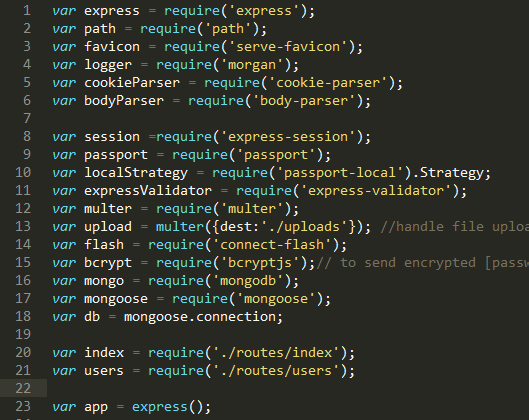 1 var express = require('express');
2 var path = require('path');
3 var favicon = require('serve-favicon');
4 var logger = require('morgan');
5 var cookieParser = require('cookie-parser');
6 var bodyParser = require('body-parser');
7
8 var session =require('express-session');
9 var passport = require('passport');
10 var localStrategy = require('passport-local').Strategy;
11 var expressValidator = require('express-validator');
12 var multer = require('multer');
13 var upload = multer({dest:'./uploads'}); //handle file uploa
14 var flash = require('connect-flash');
15 var bcrypt = require('bcryptjs');// to send encrypted [passw
16 var mongo = require('mongodb');
17 var mongoose = require('mongoose');
18 var db = mongoose.connection;
19
20 var index = require('./routes/index');
21 var users = require('./routes/users');
22
23 var app = express();